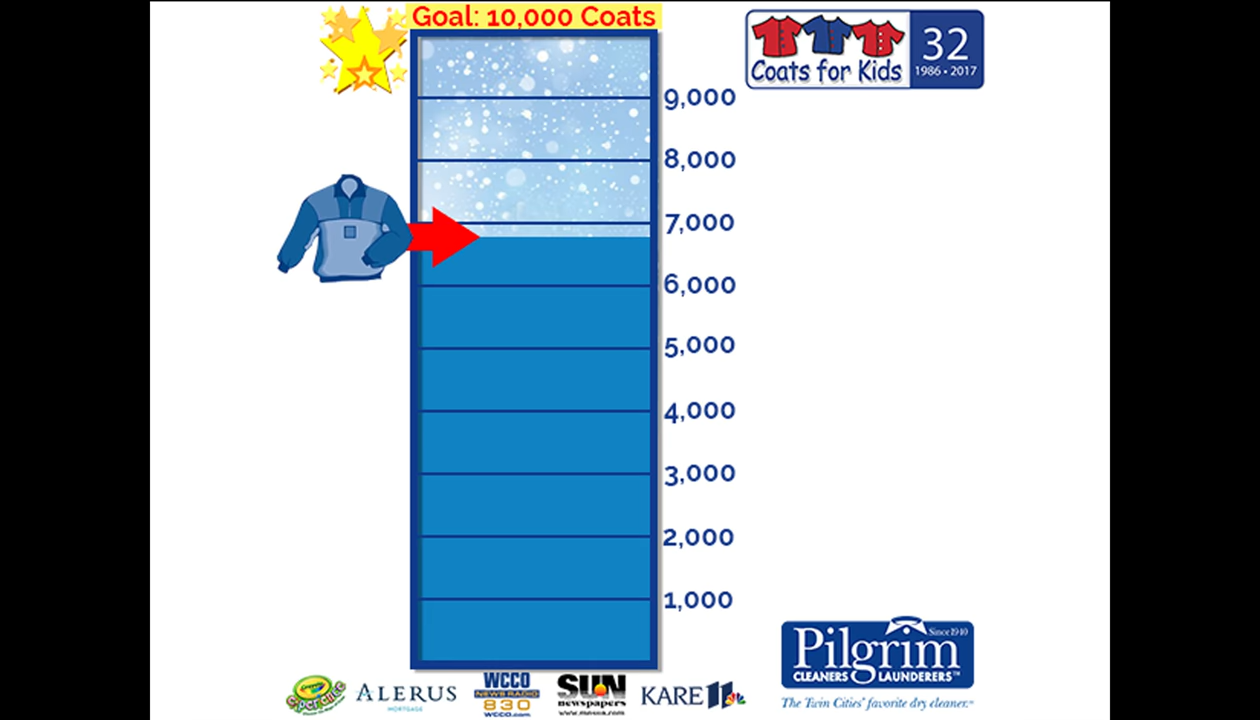 Goal: 10,000 Coats
Coats for Kids
32
1986 • 2017
9,000
8,000
7,000
6,000
5,000
4,000
3,000
2,000
1,000
Since 1940
Pilgrim
CLEANERS LAUNDERERS™
The Twin Cities' favorite dry cleaner.
Crayola
experience
ALERUS
MORTGAGE
WCCO
NEWS RADIO
830
WCCO.com
SUN
newspapers
KARE 11